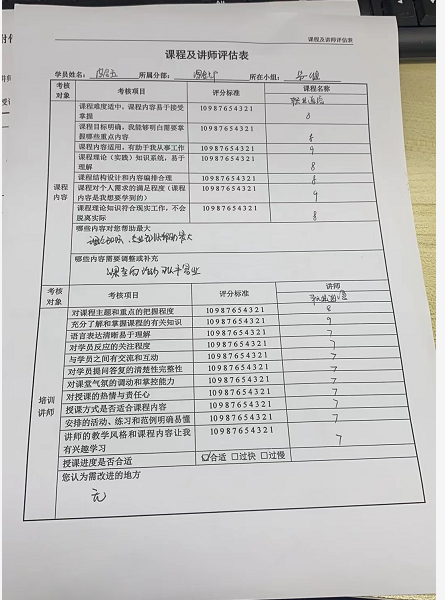 课程及讲师评估表
课程及讲师评估表
学员姓名： 所属分部： 所在小组：
考核对象 考核项目 评分标准 课程名称
课程难度适中，课程内容易于接受掌握 10987654321 8
课程目标明确，我能够明白需要掌握哪些重点内容 10987654321 8
课程内容适用，有助于我从事工作 10987654321 9
课程理论（实践）知识系统，易于理解 10987654321 8
课程结构设计和内容编排合理 10987654321 8
课程对个人需求的满足程度（课程内容是我想要学到的） 10987654321 9
课程理论知识符合现实工作，不会脱离实际 10987654321 8
课程内容
哪些内容对您帮助最大
哪些内容需要调整或补充
考核对象 考核项目 评分标准 讲师
对课程主题和重点的把握程度 10987654321 8
充分了解和掌握课程的有关知识 10987654321 9
语言表达清晰易于理解 10987654321 7
对学员反应的关注程度 10987654321 7
与学员之间有交流和互动 10987654321 7
对学员提问答复的清楚性完整性 10987654321 7
对课堂气氛的调动和掌控能力 10987654321 7
对授课的热情与责任心 10987654321 7
授课方式是否适合课程内容 10987654321 7
安排的活动、练习和范例明确易懂 10987654321 7
讲师的教学风格和课程内容让我有兴趣学习 10987654321 7
培训讲师
授课进度是否合适 ☑合适 □过快 □过慢
您认为需改进的地方
无